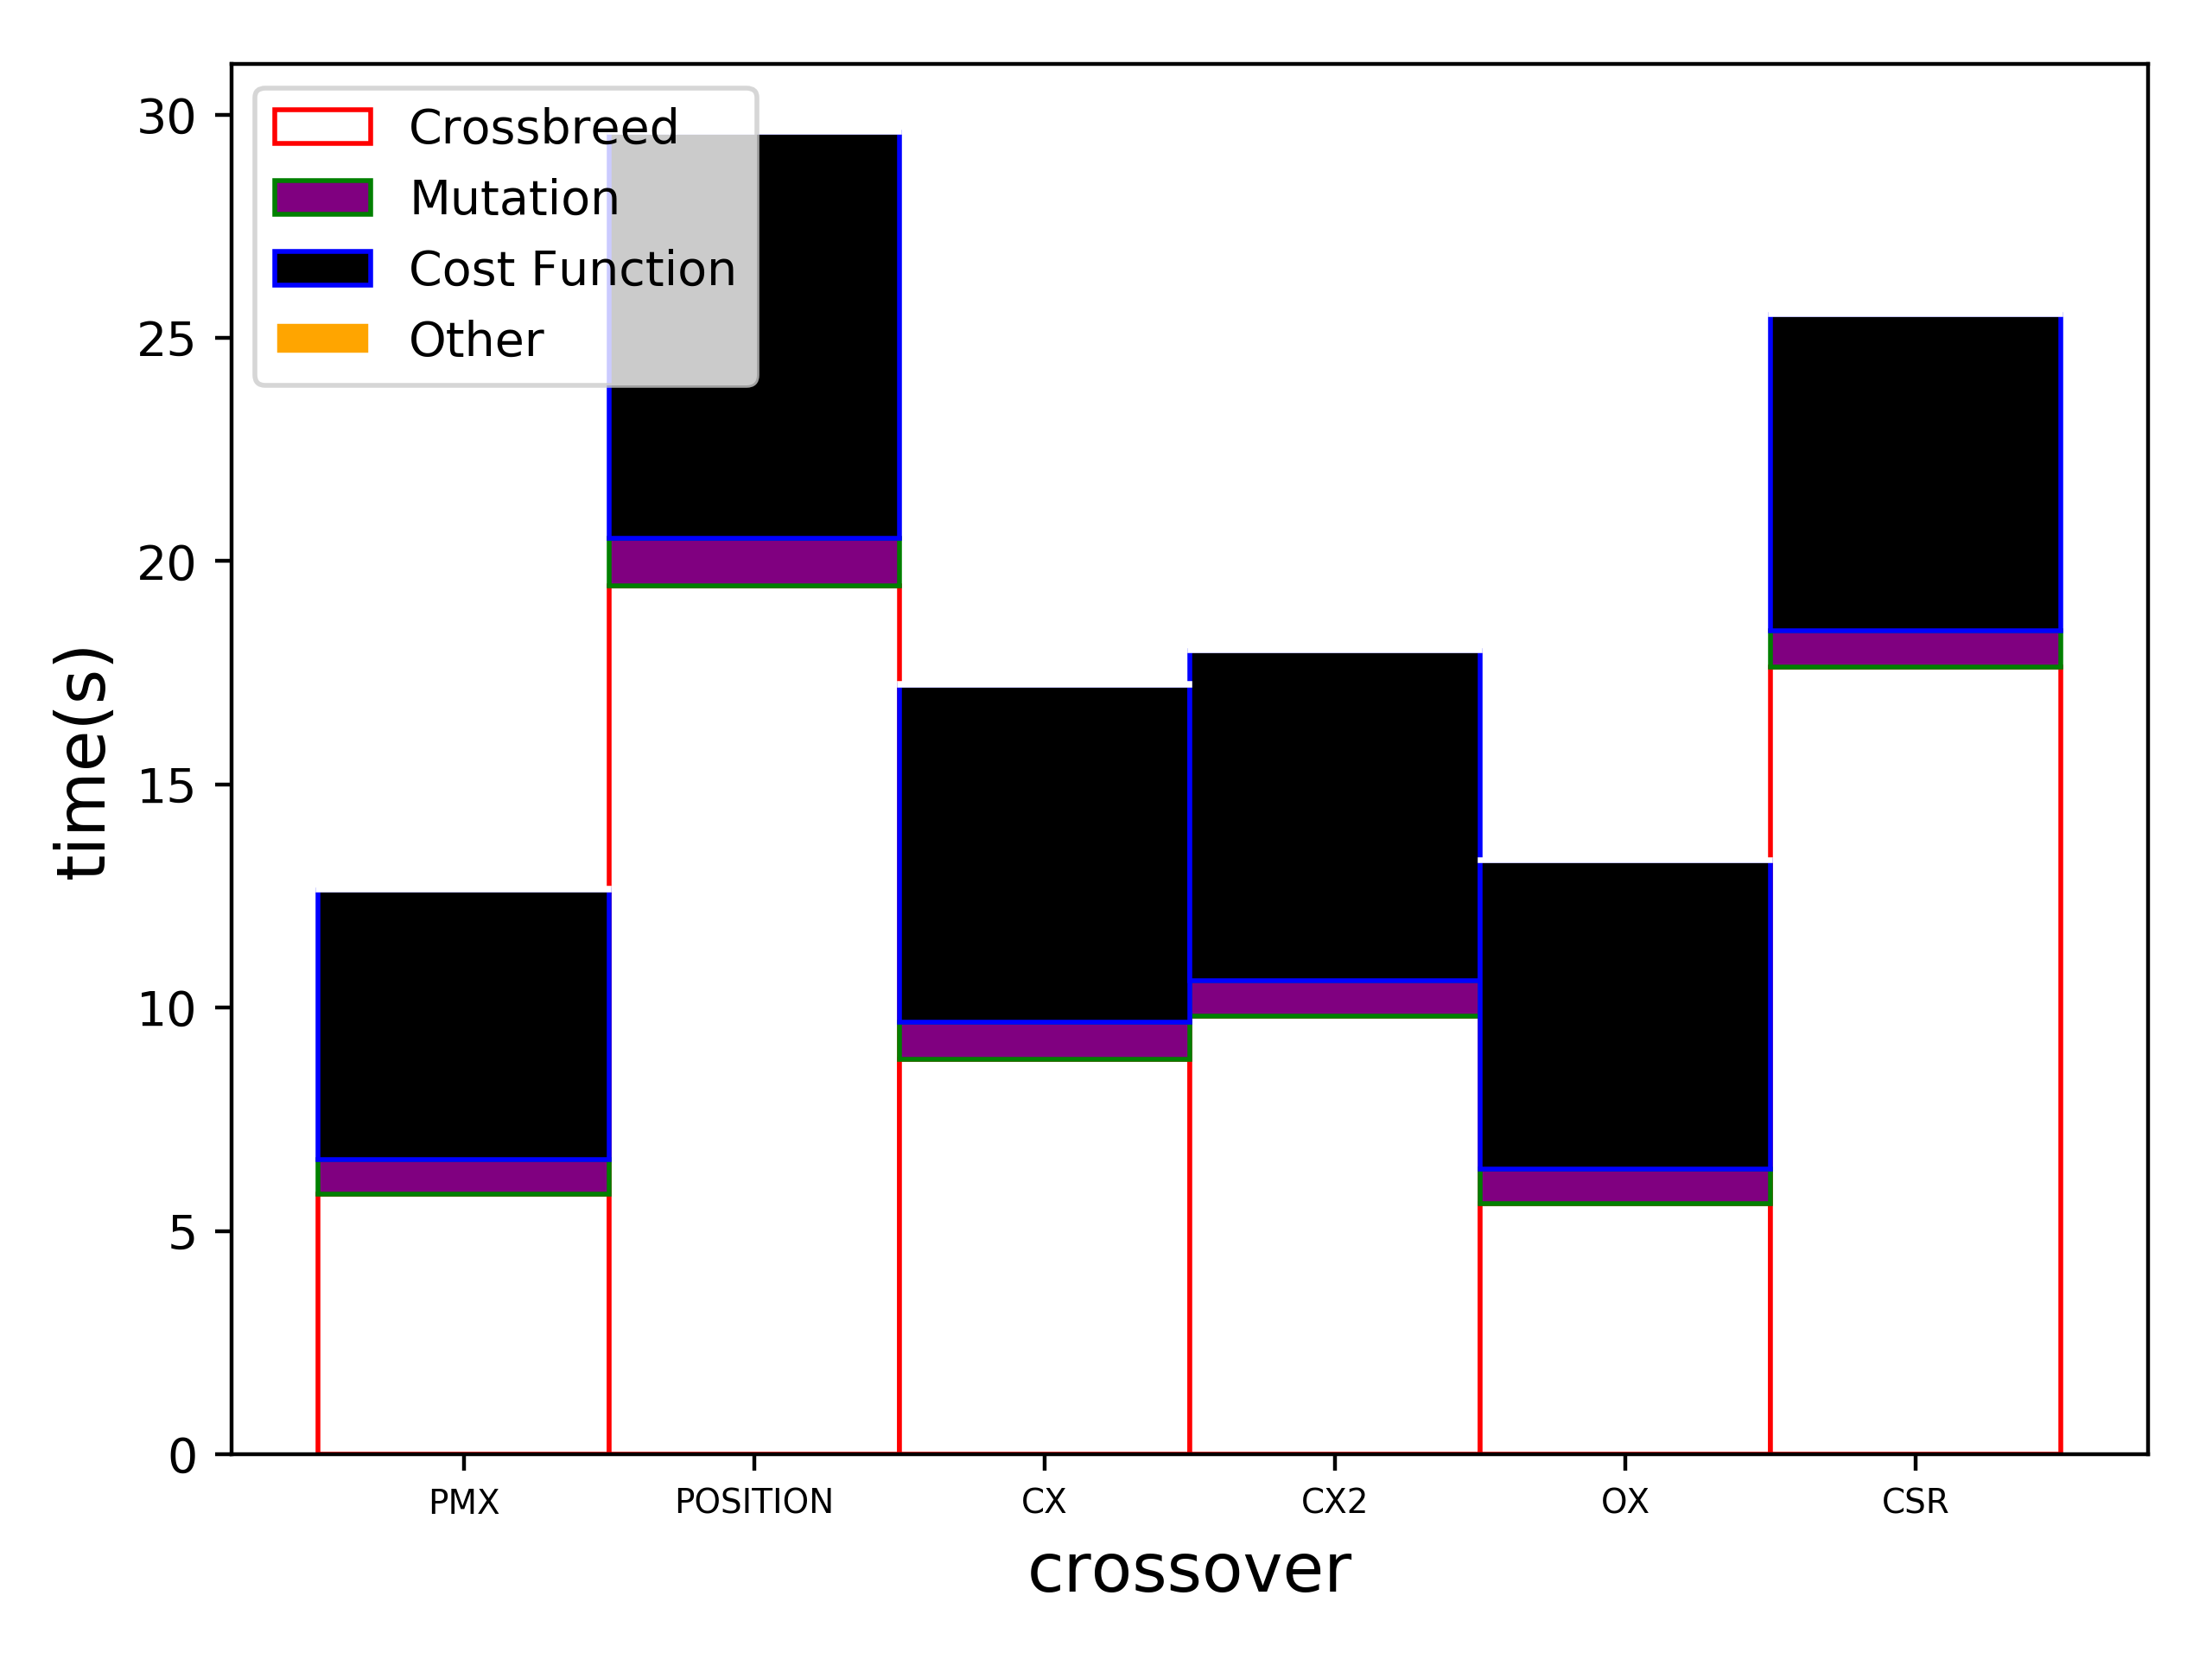 Crossbreed
Mutation
Cost Function
Other
30
25
20
15
10
5
0
time(s)
PMX POSITION CX CX2 OX CSR
crossover